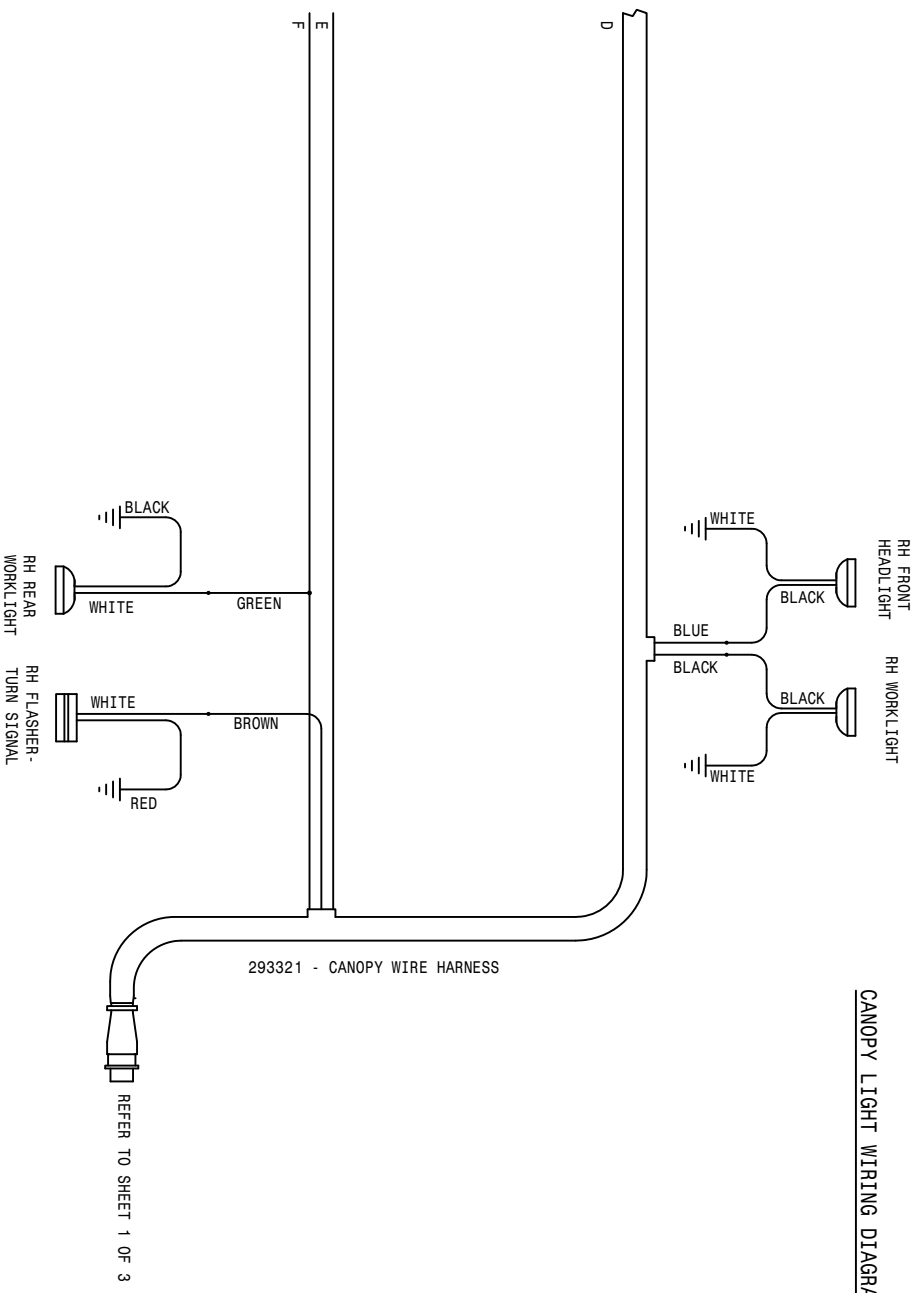 CANOPY LIGHT WIRING DIAGRA
RH FRONT
HEADLIGHT
RH WORKLIGHT
WHITE
BLACK
BLUE
BLACK
BLACK
WHITE
D
E
F
BLACK
WHITE
GREEN
WHITE
BROWN
RED
RH REAR
WORKLIGHT
RH FLASHER-
TURN SIGNAL
293321 - CANOPY WIRE HARNESS
REFER TO SHEET 1 OF 3